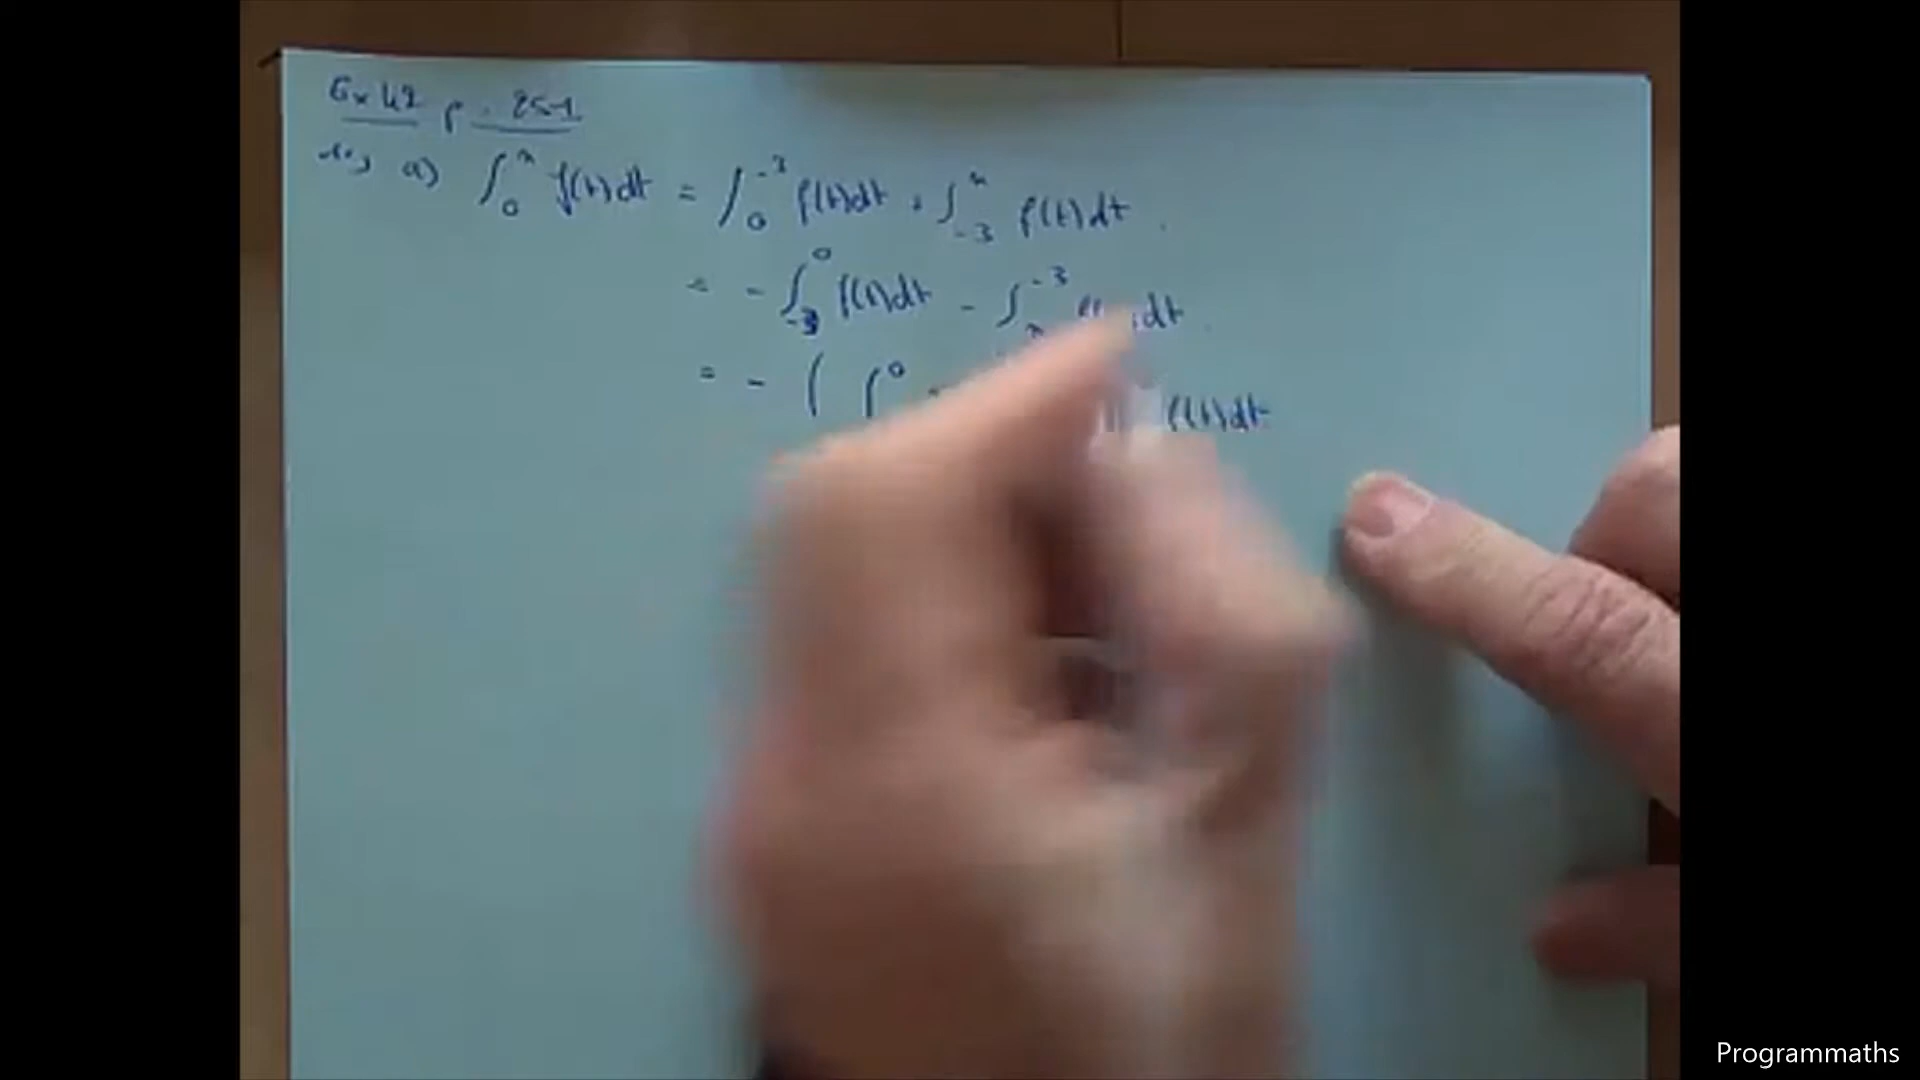 Ex 42 p. 251
a) ∫₀ˣ f(t)dt = ∫₀⁻³ f(t)dt + ∫₋₃ˣ f(t)dt.
= - ∫₋₃⁰ f(t)dt - ∫ₓ⁻³ f(t)dt.
= - ( ∫⁰ f(t)dt
Programmaths